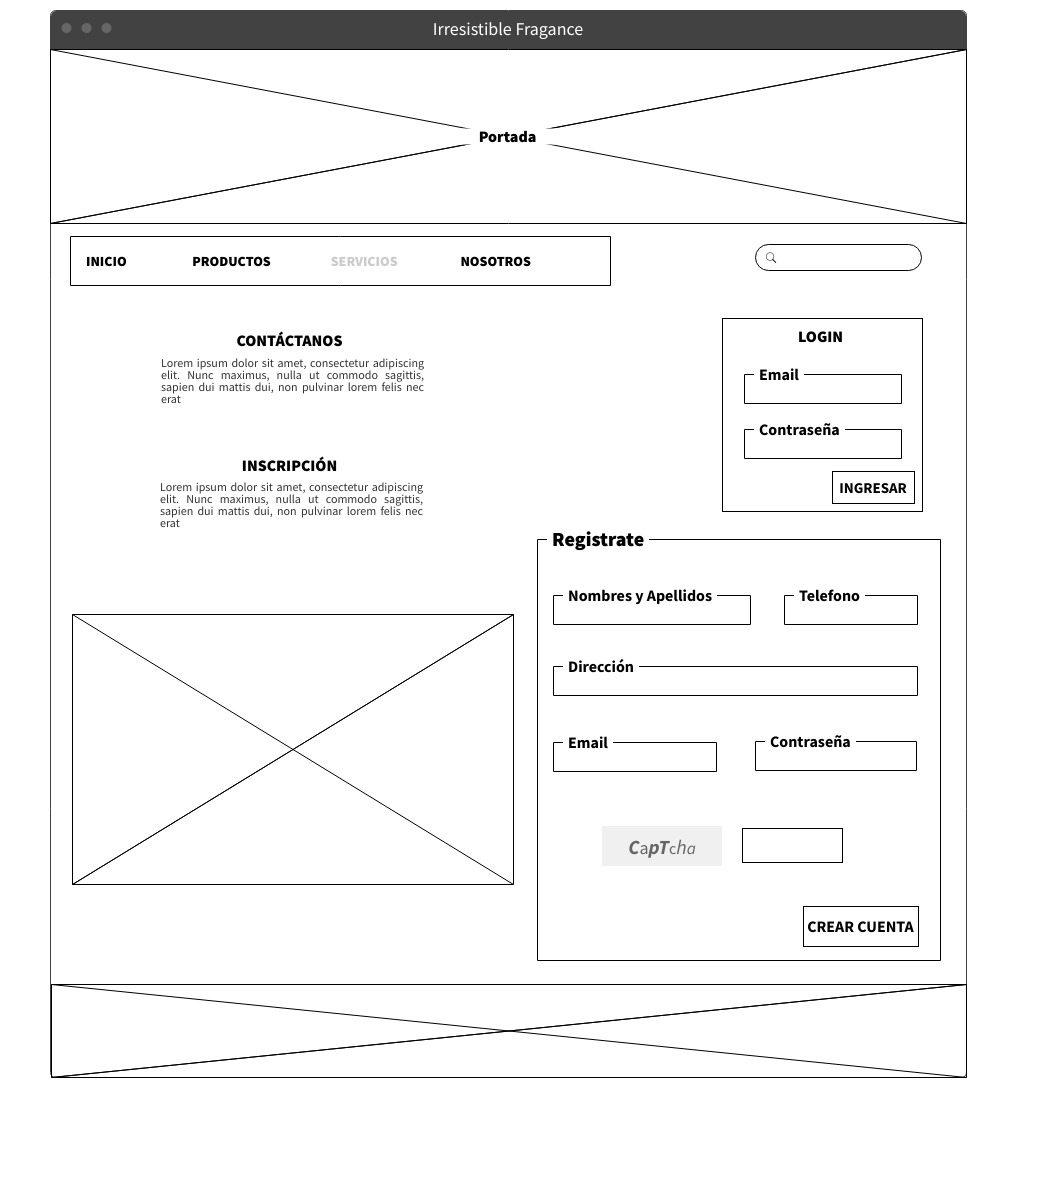 Irresistible Fragance
Portada
INICIO PRODUCTOS SERVICIOS NOSOTROS
CONTÁCTANOS
Lorem ipsum dolor sit amet, consectetur adipiscing
elit. Nunc maximus, nulla ut commodo sagittis,
sapien dui mattis dui, non pulvinar lorem felis nec
erat
INSCRIPCIÓN
Lorem ipsum dolor sit amet, consectetur adipiscing
elit. Nunc maximus, nulla ut commodo sagittis,
sapien dui mattis dui, non pulvinar lorem felis nec
erat
LOGIN
Email
Contraseña
INGRESAR
Registrate
Nombres y Apellidos Telefono
Dirección
Email Contraseña
CapTcha
CREAR CUENTA